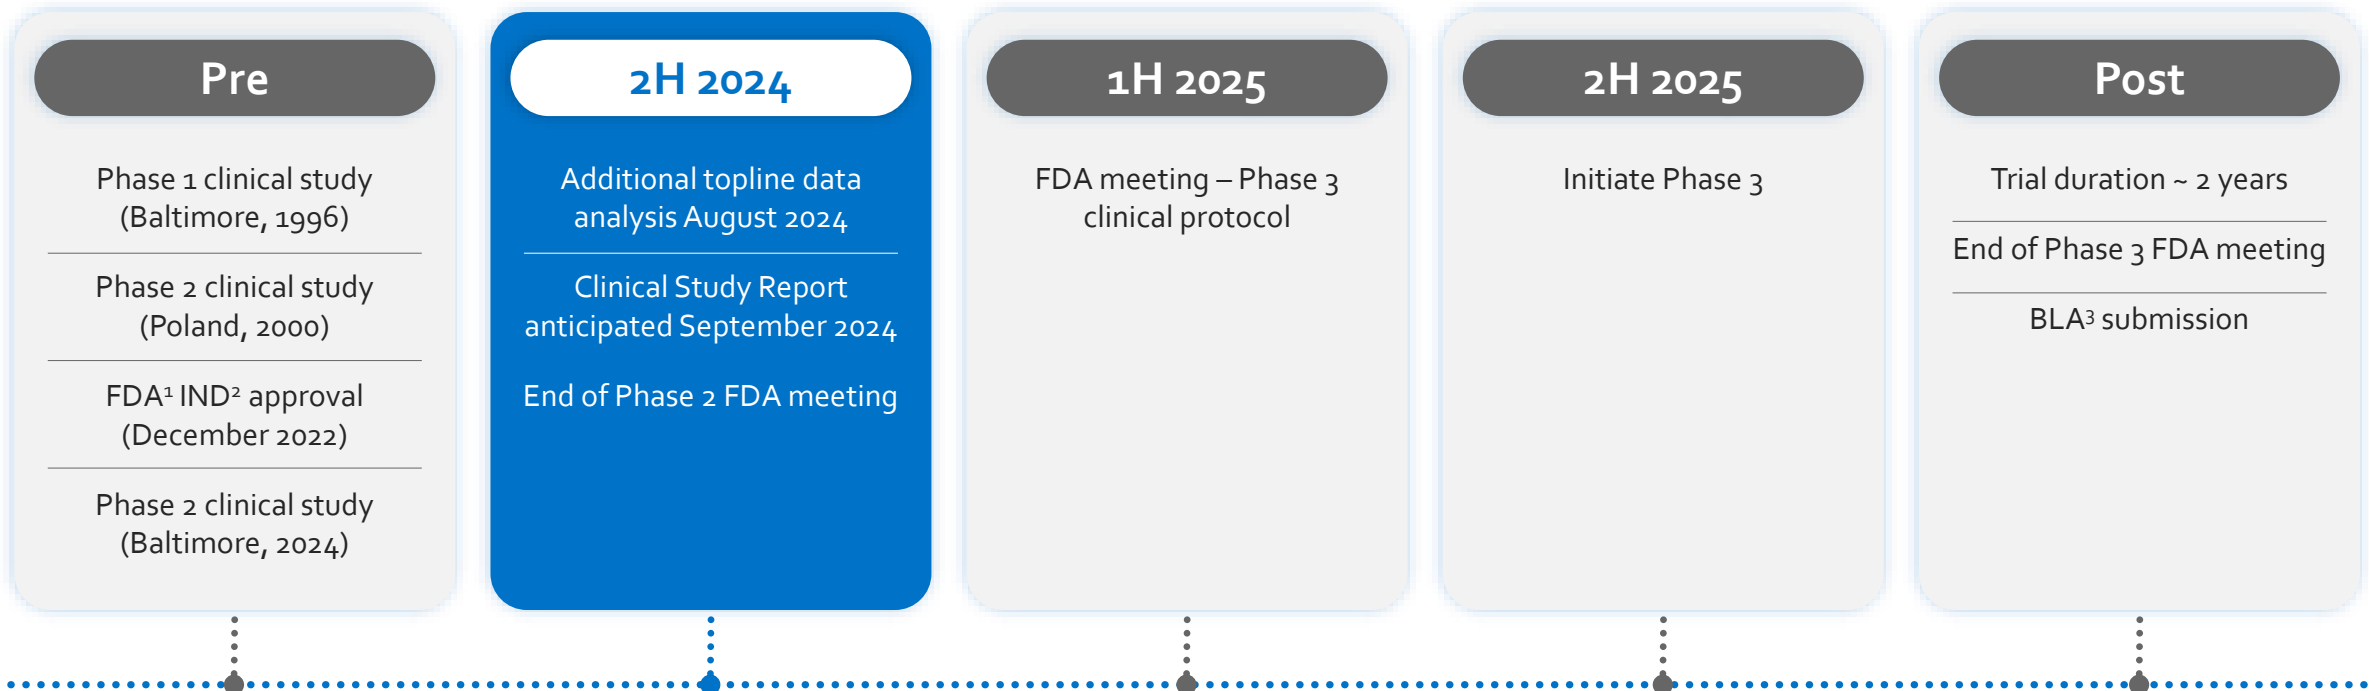 Pre
Phase 1 clinical study
(Baltimore, 1996)
Phase 2 clinical study
(Poland, 2000)
FDA¹ IND² approval
(December 2022)
Phase 2 clinical study
(Baltimore, 2024)
2H 2024
Additional topline data
analysis August 2024
Clinical Study Report
anticipated September 2024
End of Phase 2 FDA meeting
1H 2025
FDA meeting – Phase 3
clinical protocol
2H 2025
Initiate Phase 3
Post
Trial duration ~ 2 years
End of Phase 3 FDA meeting
BLA³ submission